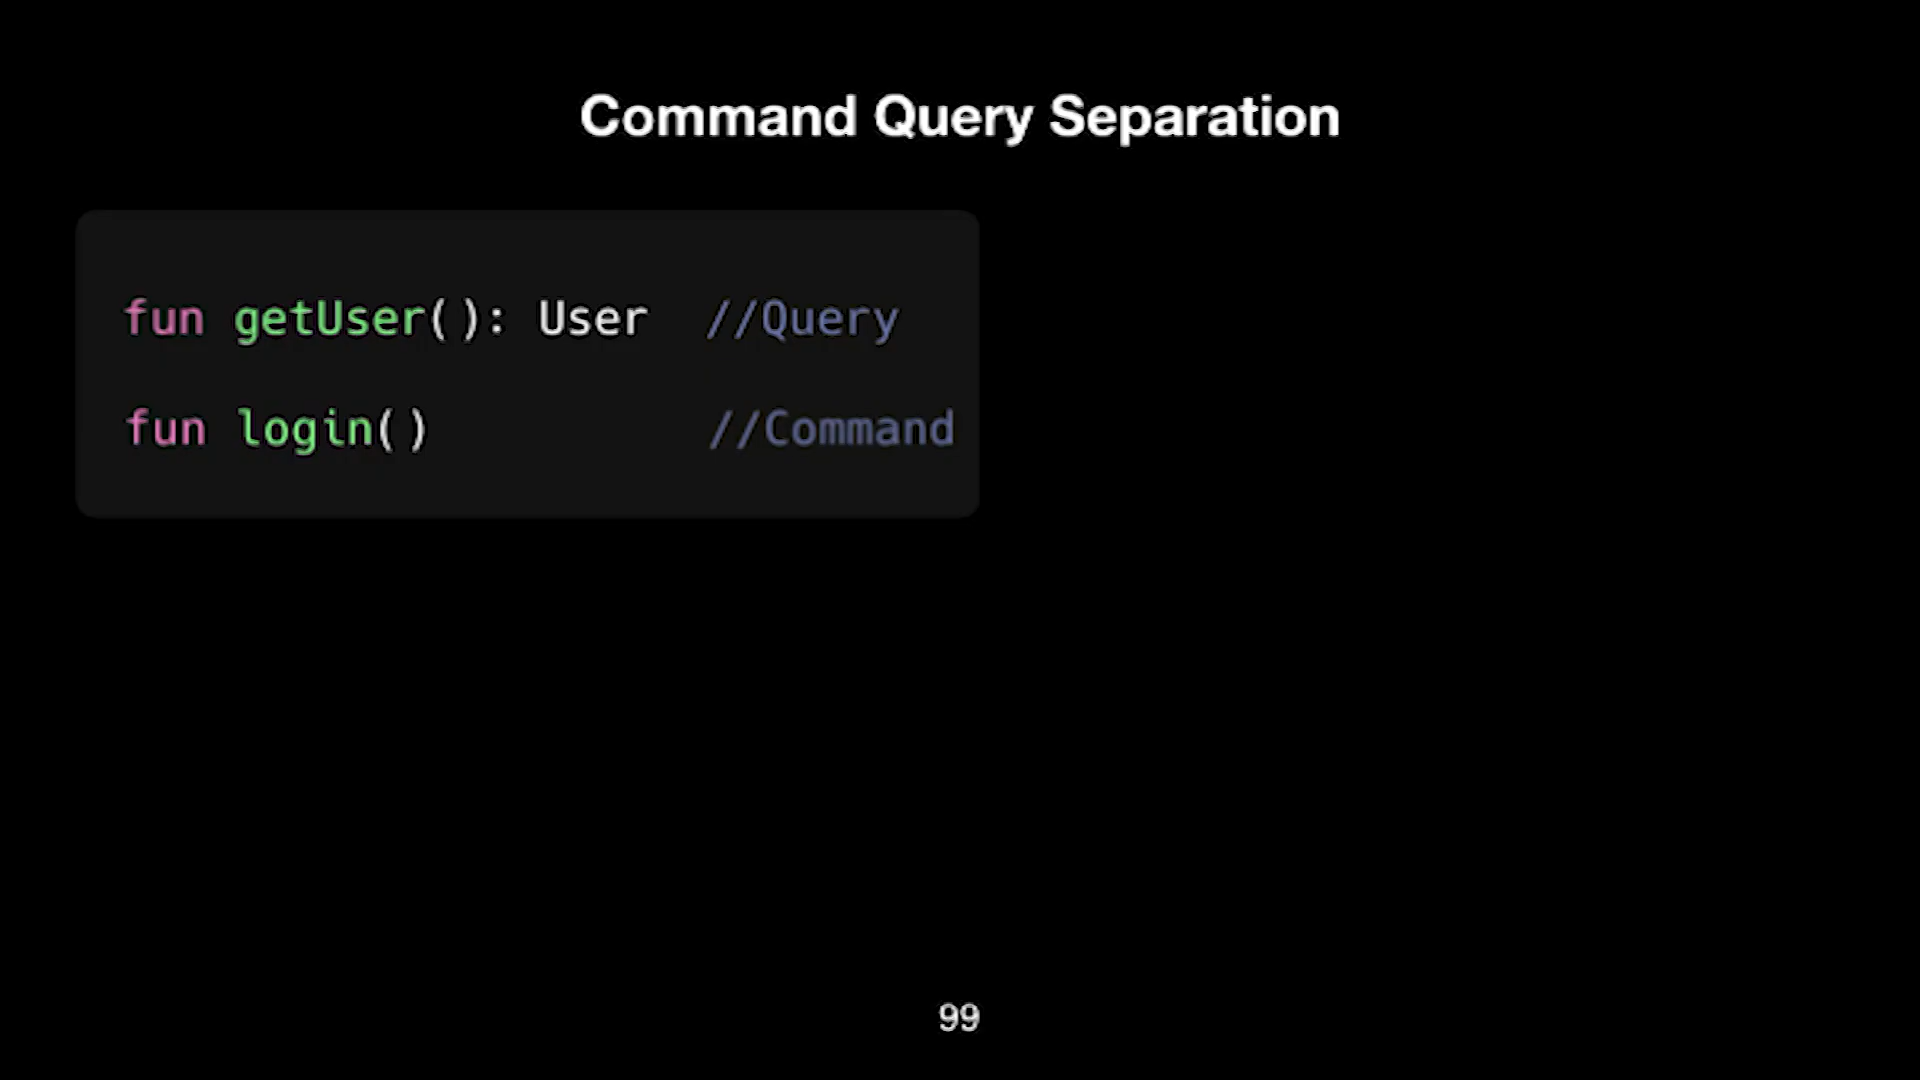 Command Query Separation
fun getUser(): User  //Query
fun login()          //Command
99